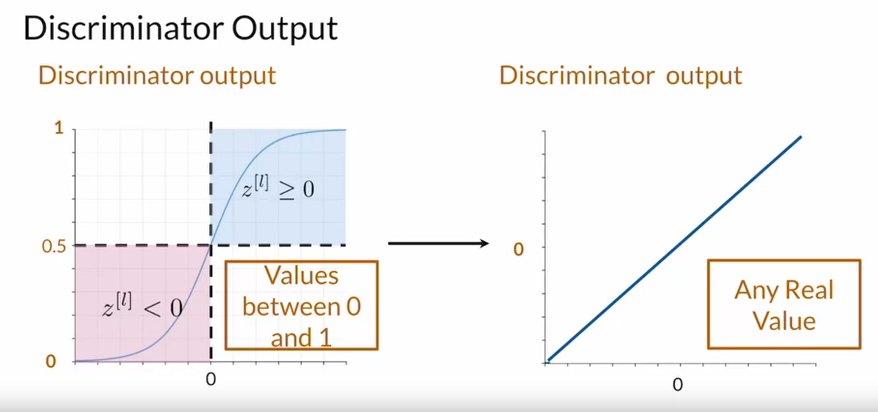 Discriminator Output
Discriminator output
1
0.5
0
0
z^[l] ≥ 0
z^[l] < 0
Values
between 0
and 1
Discriminator output
0
0
Any Real
Value